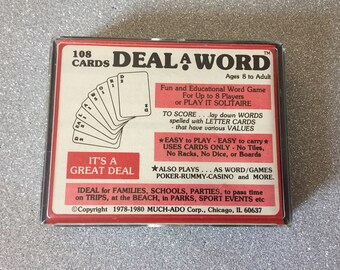 108
CARDS DEAL A WORD™
Ages 8 to Adult
Fun and Educational Word Game
For Up to 8 Players
or PLAY IT SOLITAIRE
TO SCORE...lay down WORDS
spelled with LETTER CARDS
- that have various VALUES
★EASY to PLAY - EASY to carry★
USES CARDS ONLY - No Tiles,
No Racks, No Dice, or Boards
IT'S A
GREAT DEAL
★ALSO PLAYS... AS WORD/GAMES
POKER-RUMMY-CASINO and MORE.
IDEAL for FAMILIES, SCHOOLS, PARTIES, to pass time
on TRIPS, at the BEACH, in PARKS, SPORT EVENTS etc
©Copyright 1978-1980 MUCH-ADO Corp., Chicago, IL 60637